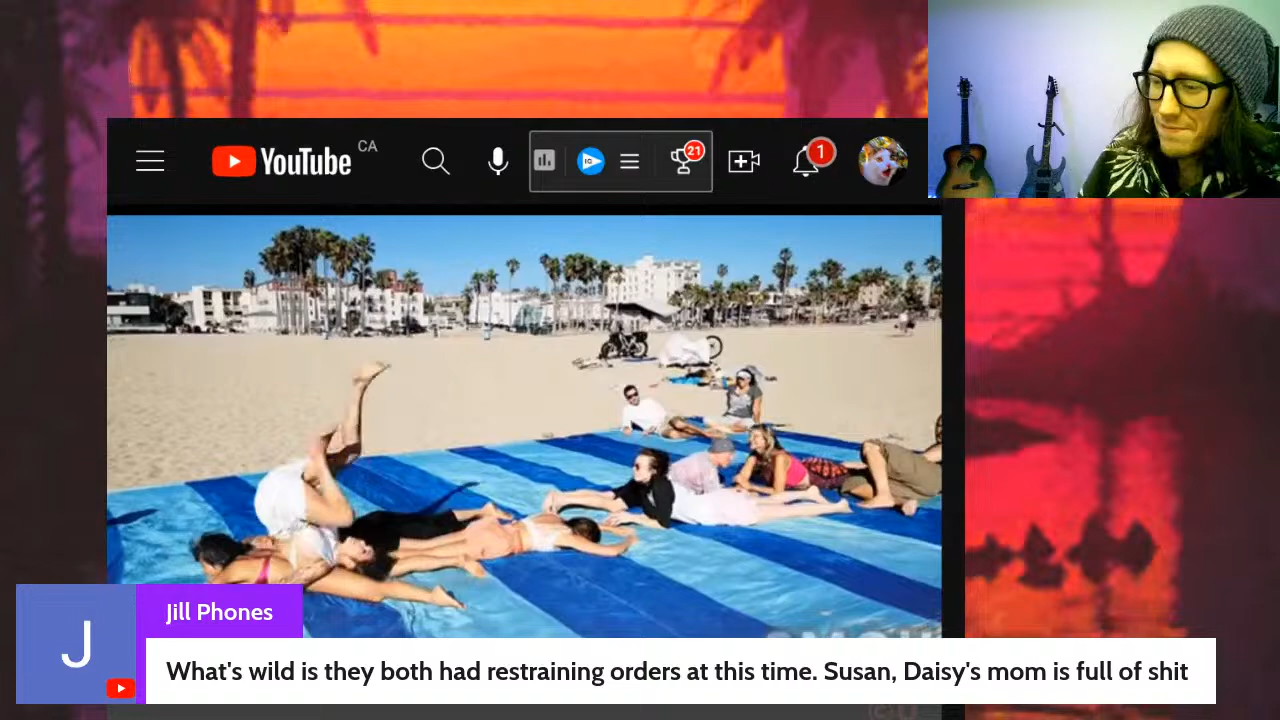 YouTube CA
IQ
21
1
J
Jill Phones
What's wild is they both had restraining orders at this time. Susan, Daisy's mom is full of shit